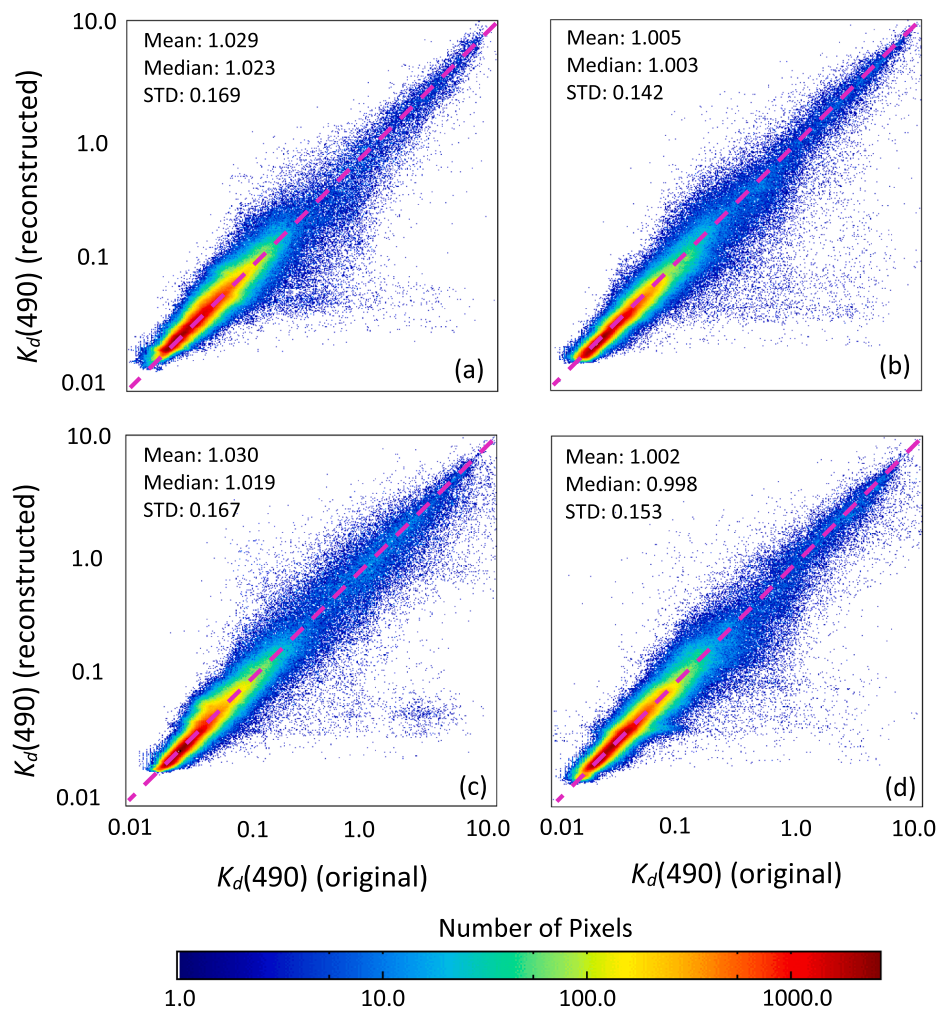 10.0
Mean: 1.029
Median: 1.023
STD: 0.169
1.0
0.1
0.01
Kd(490) (reconstructed)
(a)
Mean: 1.005
Median: 1.003
STD: 0.142
(b)
10.0
Mean: 1.030
Median: 1.019
STD: 0.167
1.0
0.1
0.01
Kd(490) (reconstructed)
(c)
Mean: 1.002
Median: 0.998
STD: 0.153
(d)
0.01 0.1 1.0 10.0
0.01 0.1 1.0 10.0
Kd(490) (original)
Kd(490) (original)
Number of Pixels
1.0 10.0 100.0 1000.0